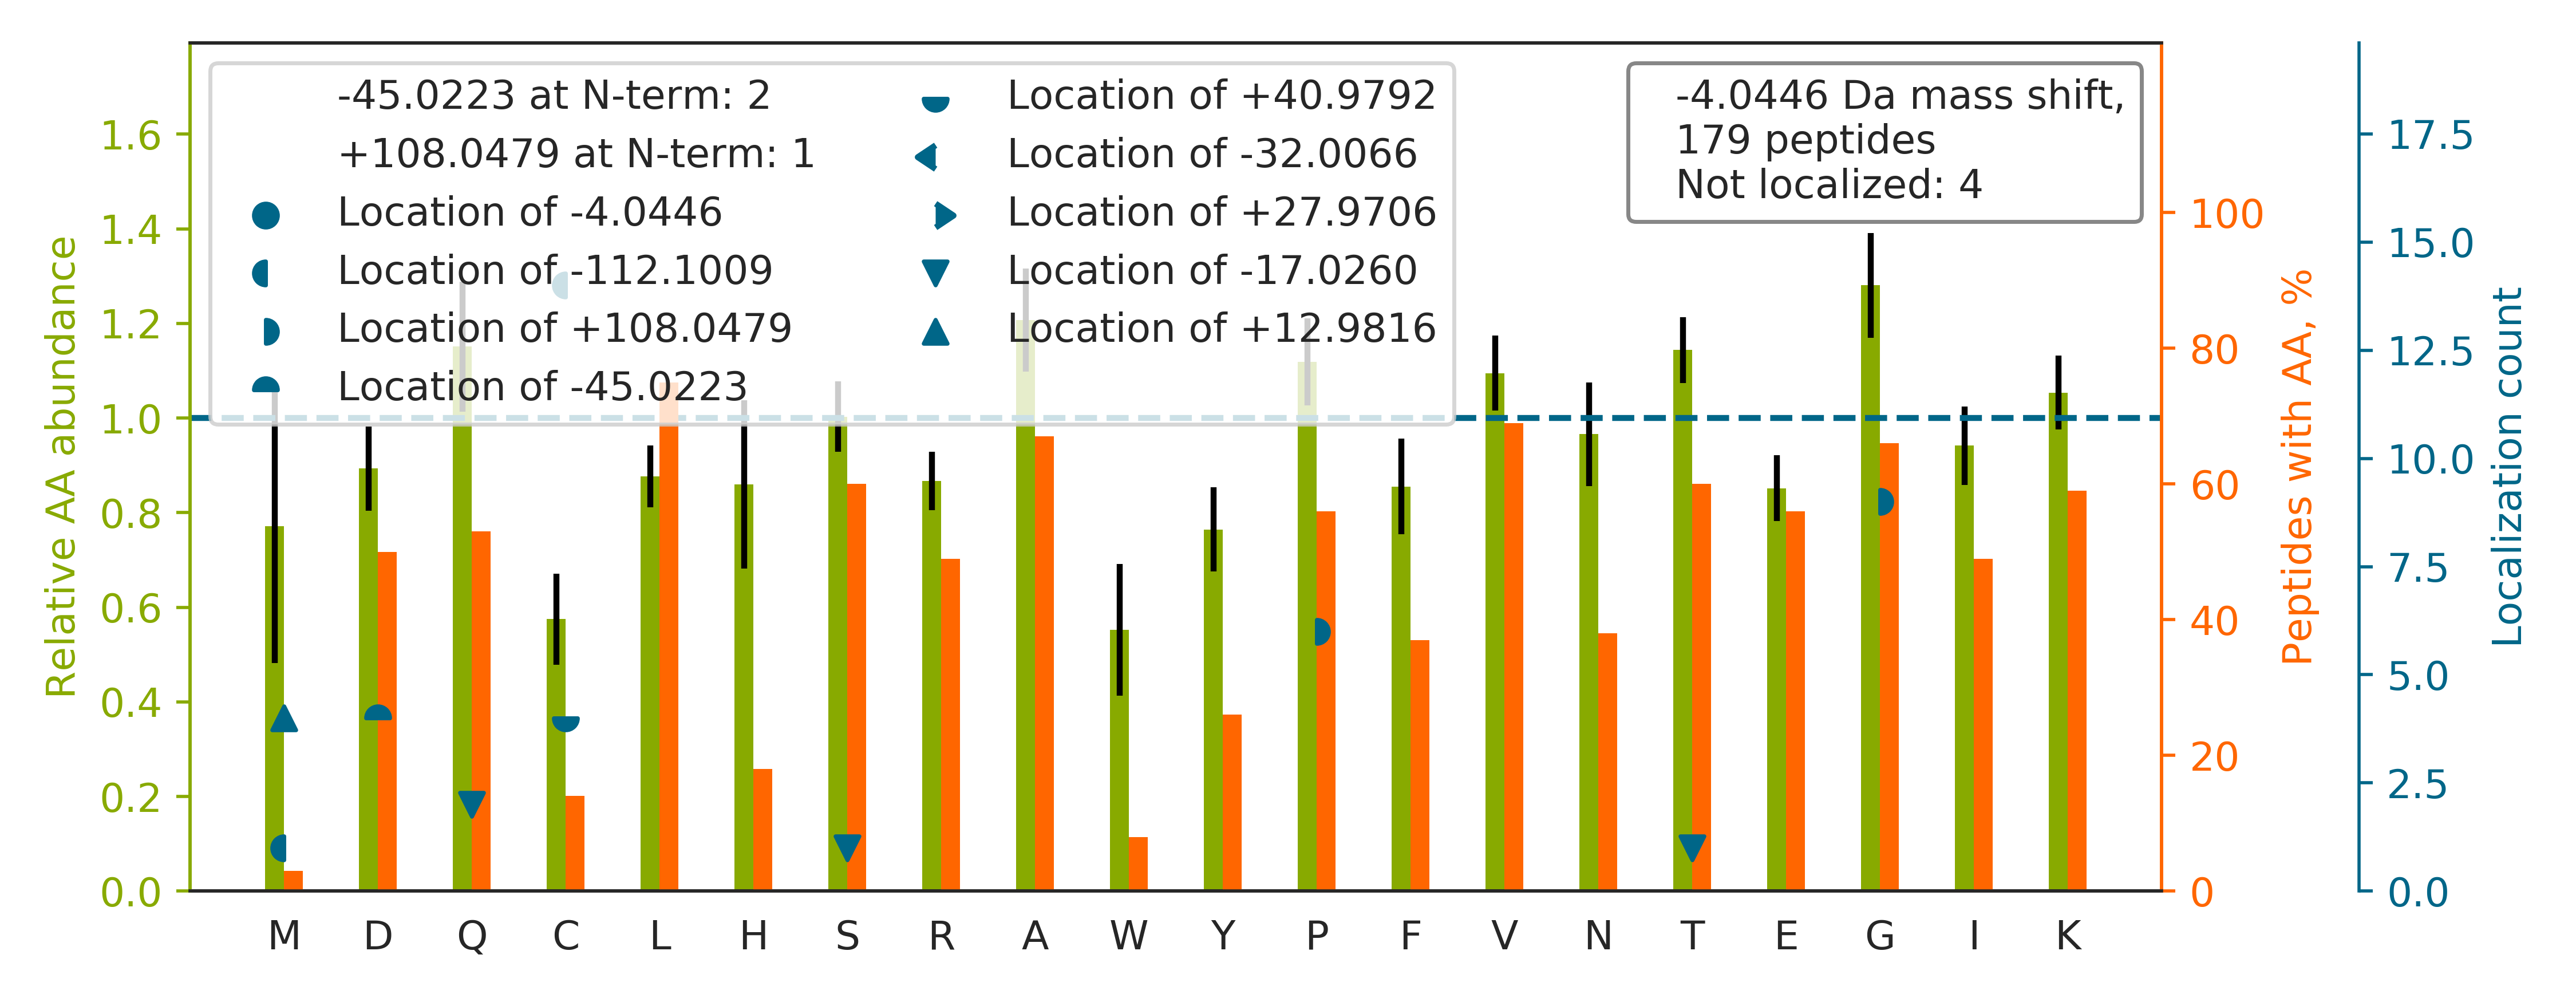 -45.0223 at N-term: 2
+108.0479 at N-term: 1
Location of -4.0446
Location of -112.1009
Location of +108.0479
Location of -45.0223
Location of +40.9792
Location of -32.0066
Location of +27.9706
Location of -17.0260
Location of +12.9816
-4.0446 Da mass shift,
179 peptides
Not localized: 4
Relative AA abundance
1.6
1.4
1.2
1.0
0.8
0.6
0.4
0.2
0.0
M D Q C L H S R A W Y P F V N T E G I K
100
80
60
40
20
0
Peptides with AA, %
17.5
15.0
12.5
10.0
7.5
5.0
2.5
0.0
Localization count